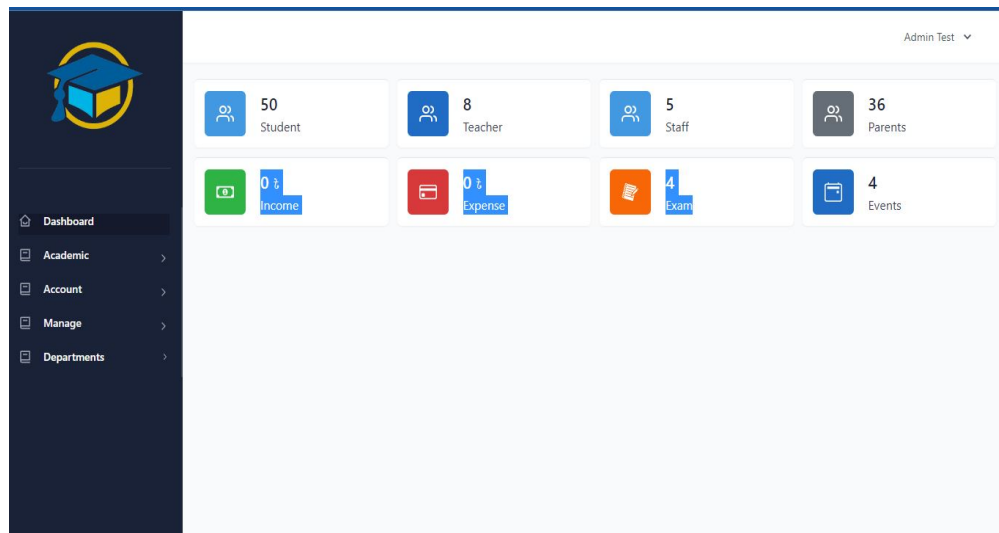 Admin Test
50
Student
8
Teacher
5
Staff
36
Parents
0 ৳
Income
0 ৳
Expense
4
Exam
4
Events
Dashboard
Academic
Account
Manage
Departments